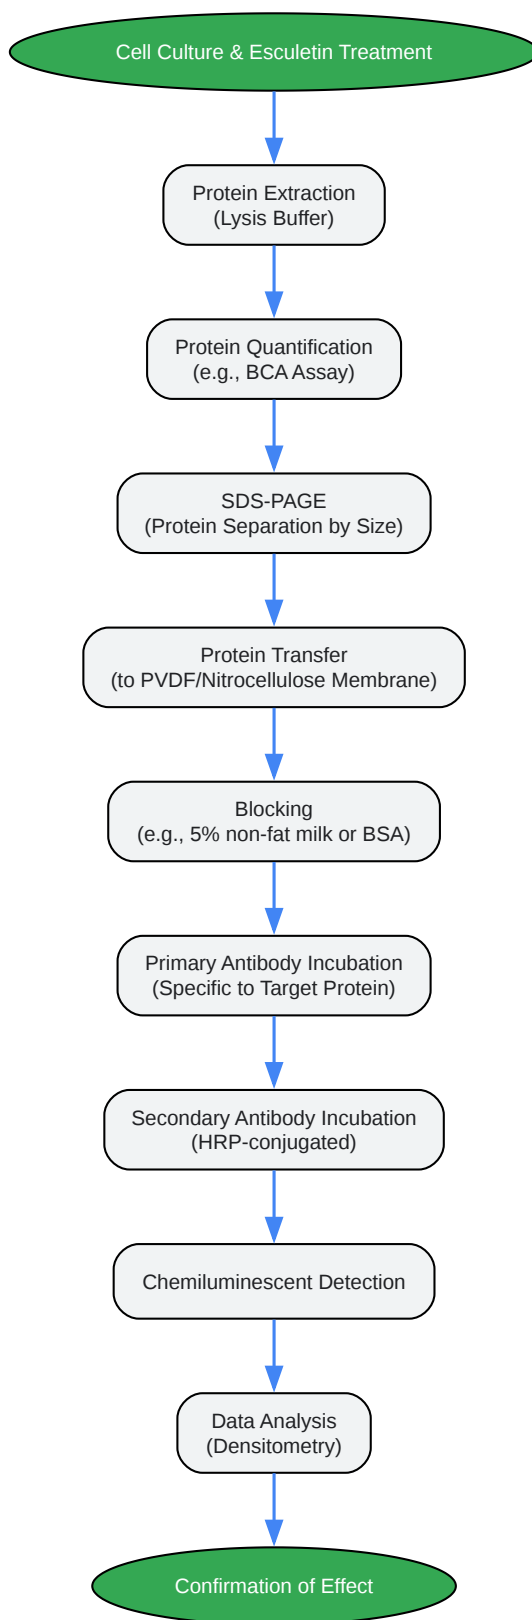 Cell Culture & Esculetin Treatment
Protein Extraction
(Lysis Buffer)
Protein Quantification
(e.g., BCA Assay)
SDS-PAGE
(Protein Separation by Size)
Protein Transfer
(to PVDF/Nitrocellulose Membrane)
Blocking
(e.g., 5% non-fat milk or BSA)
Primary Antibody Incubation
(Specific to Target Protein)
Secondary Antibody Incubation
(HRP-conjugated)
Chemiluminescent Detection
Data Analysis
(Densitometry)
Confirmation of Effect